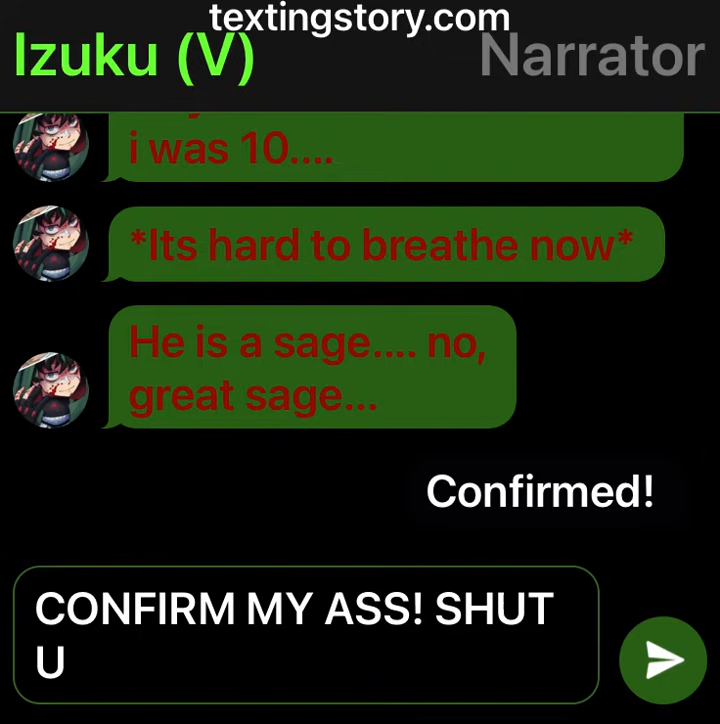 textingstory.com
Izuku (V)
Narrator
i was 10....
*Its hard to breathe now*
He is a sage.... no,
great sage...
Confirmed!
CONFIRM MY ASS! SHUT
U